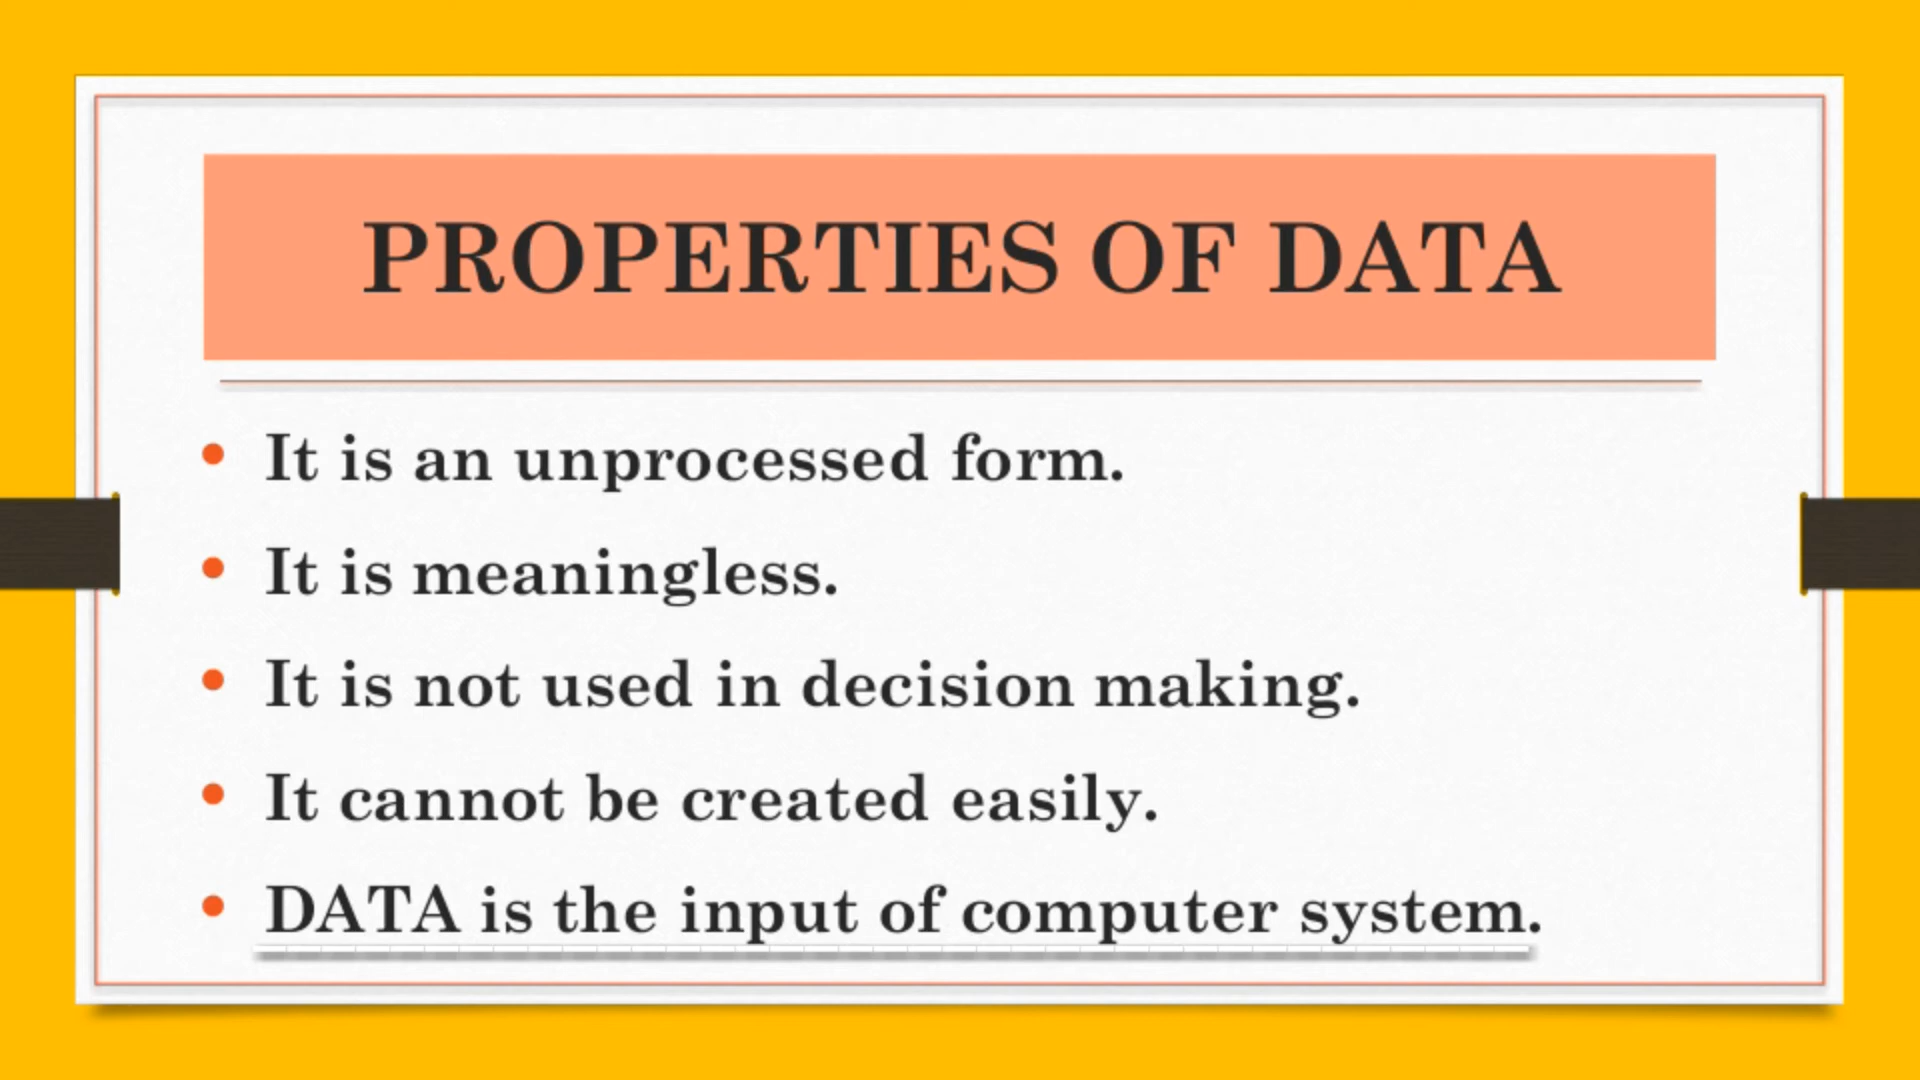 PROPERTIES OF DATA
It is an unprocessed form.
It is meaningless.
It is not used in decision making.
It cannot be created easily.
DATA is the input of computer system.